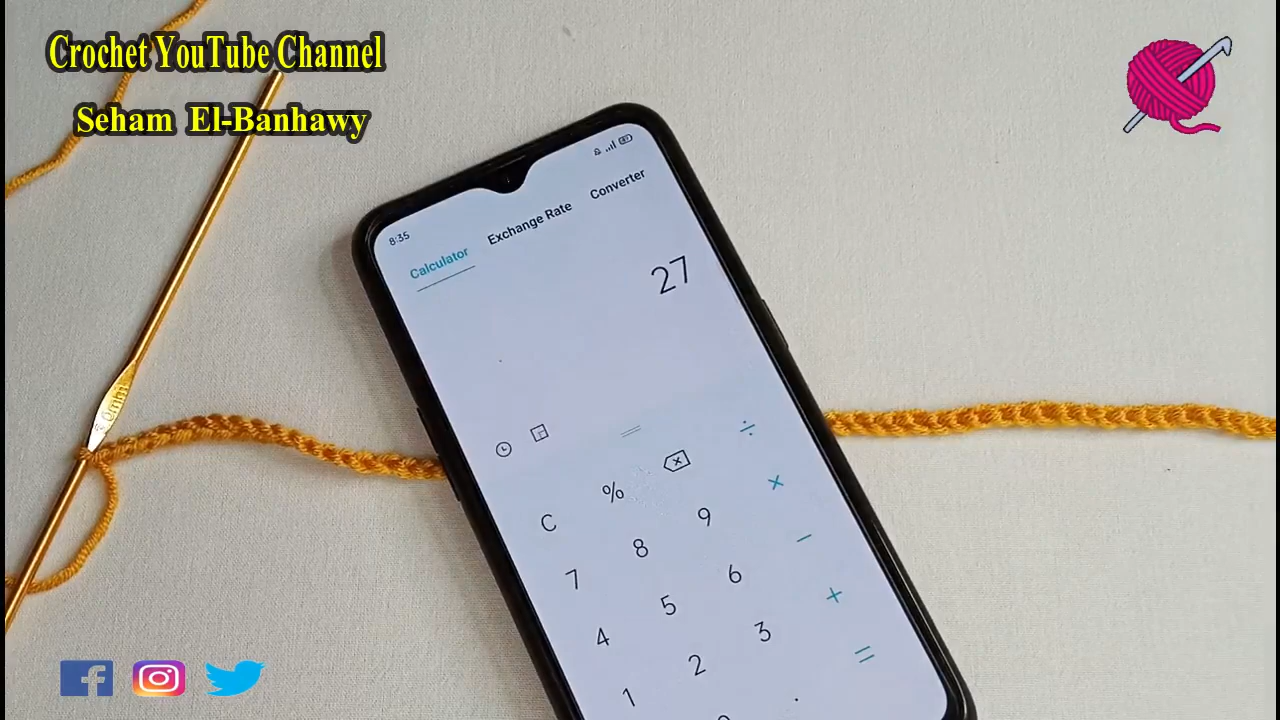 Crochet YouTube Channel
Seham El-Banhawy
8:35
Calculator Exchange Rate Converter
27
C % ÷
7 8 9 ×
4 5 6 −
1 2 3 +
. =